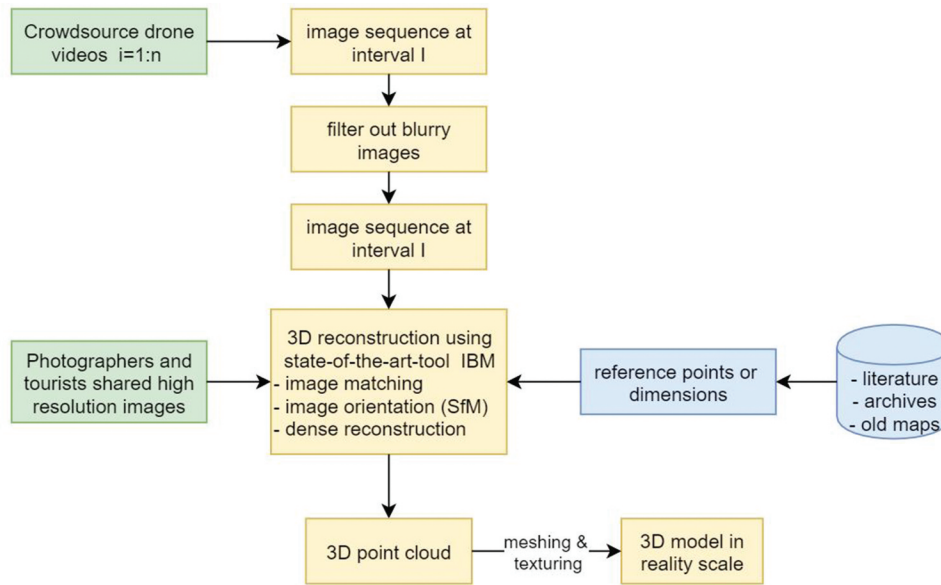 Crowdsource drone
videos i=1:n
image sequence at
interval I
filter out blurry
images
image sequence at
interval I
Photographers and
tourists shared high
resolution images
3D reconstruction using
state-of-the-art-tool IBM
- image matching
- image orientation (SfM)
- dense reconstruction
reference points or
dimensions
- literature
- archives
- old maps
3D point cloud
meshing &
texturing
3D model in
reality scale